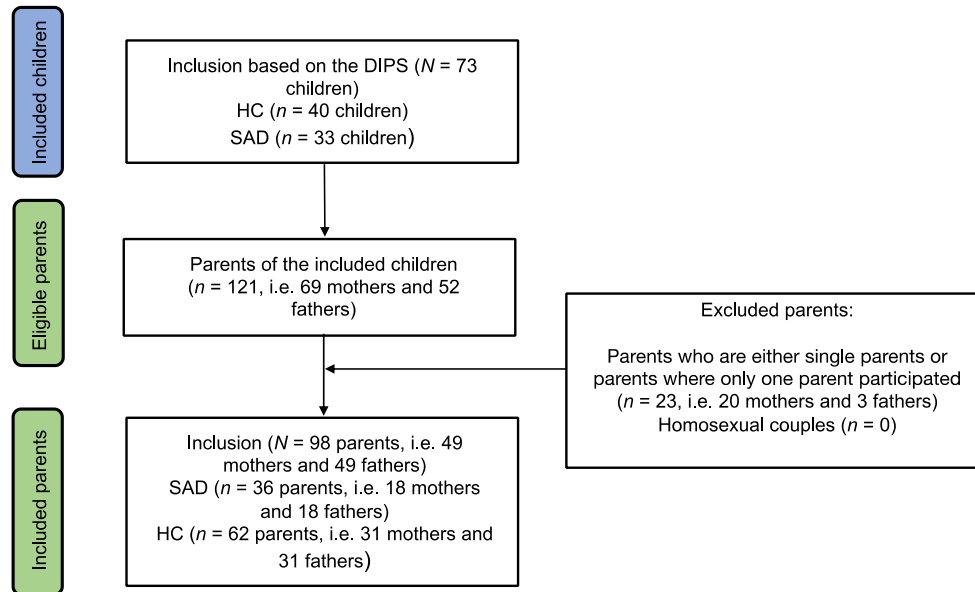 Included children
Inclusion based on the DIPS (N = 73
children)
HC (n = 40 children)
SAD (n = 33 children)
Eligible parents
Parents of the included children
(n = 121, i.e. 69 mothers and 52
fathers)
Excluded parents:
Parents who are either single parents or
parents where only one parent participated
(n = 23, i.e. 20 mothers and 3 fathers)
Homosexual couples (n = 0)
Included parents
Inclusion (N = 98 parents, i.e. 49
mothers and 49 fathers)
SAD (n = 36 parents, i.e. 18 mothers
and 18 fathers)
HC (n = 62 parents, i.e. 31 mothers and
31 fathers)